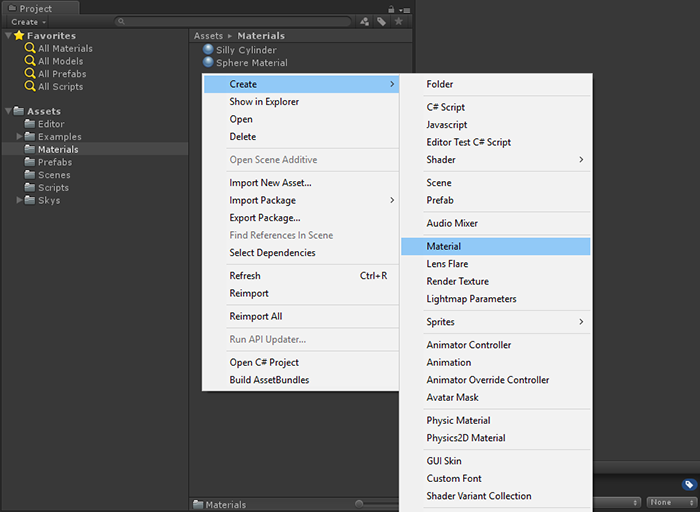 Project
Create
Favorites
All Materials
All Models
All Prefabs
All Scripts
Assets
Editor
Examples
Materials
Prefabs
Scenes
Scripts
Skys
Assets Materials
Silly Cylinder
Sphere Material
Create
Show in Explorer
Open
Delete
Open Scene Additive
Import New Asset...
Import Package
Export Package...
Find References In Scene
Select Dependencies
Refresh Ctrl+R
Reimport
Reimport All
Run API Updater...
Open C# Project
Build AssetBundles
Folder
C# Script
Javascript
Editor Test C# Script
Shader
Scene
Prefab
Audio Mixer
Material
Lens Flare
Render Texture
Lightmap Parameters
Sprites
Animator Controller
Animation
Animator Override Controller
Avatar Mask
Physic Material
Physics2D Material
GUI Skin
Custom Font
Shader Variant Collection
Materials
None